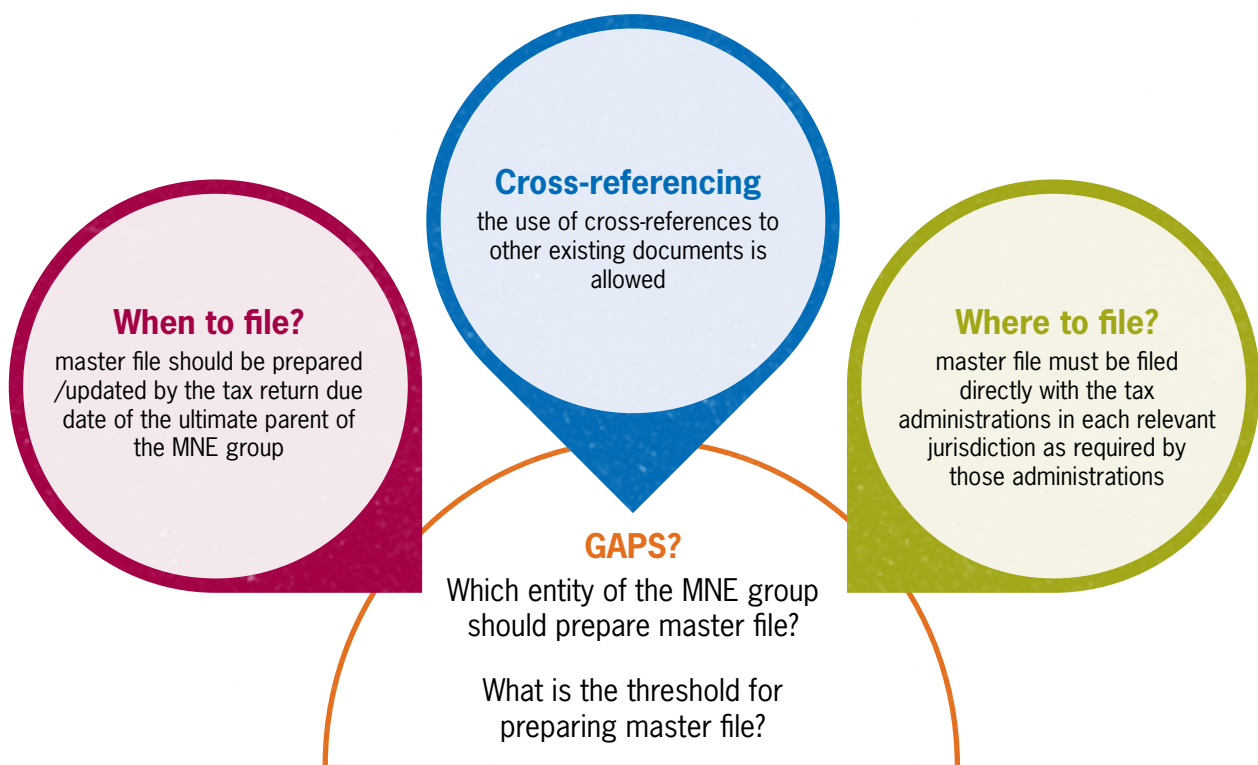 When to file?
master file should be prepared
/updated by the tax return due
date of the ultimate parent of
the MNE group
Cross-referencing
the use of cross-references to
other existing documents is
allowed
Where to file?
master file must be filed
directly with the tax
administrations in each relevant
jurisdiction as required by
those administrations
GAPS?
Which entity of the MNE group
should prepare master file?
What is the threshold for
preparing master file?